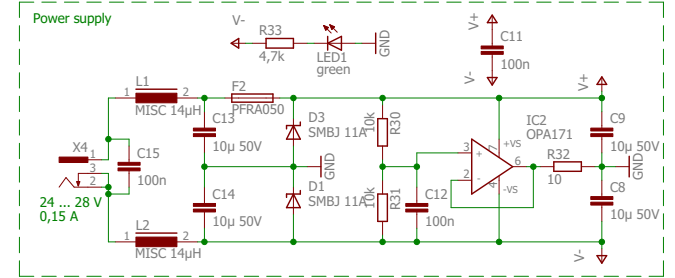 Power supply
V-
R33
4,7k
LED1
green
GND
V+
C11
100n
V-
L1
1
2
MISC 14µH
F2
PFRA050
C13
10µ 50V
D3
SMBJ 11A
10k
R30
IC2
OPA171
V+
C9
10µ 50V
X4
1
3
2
C15
100n
24 ... 28 V
0,15 A
C14
10µ 50V
GND
D1
SMBJ 11A
10k
R31
C12
100n
3
2
+
-
7
+VS
6
4
-VS
R32
10
GND
C8
10µ 50V
L2
1
2
MISC 14µH
V-